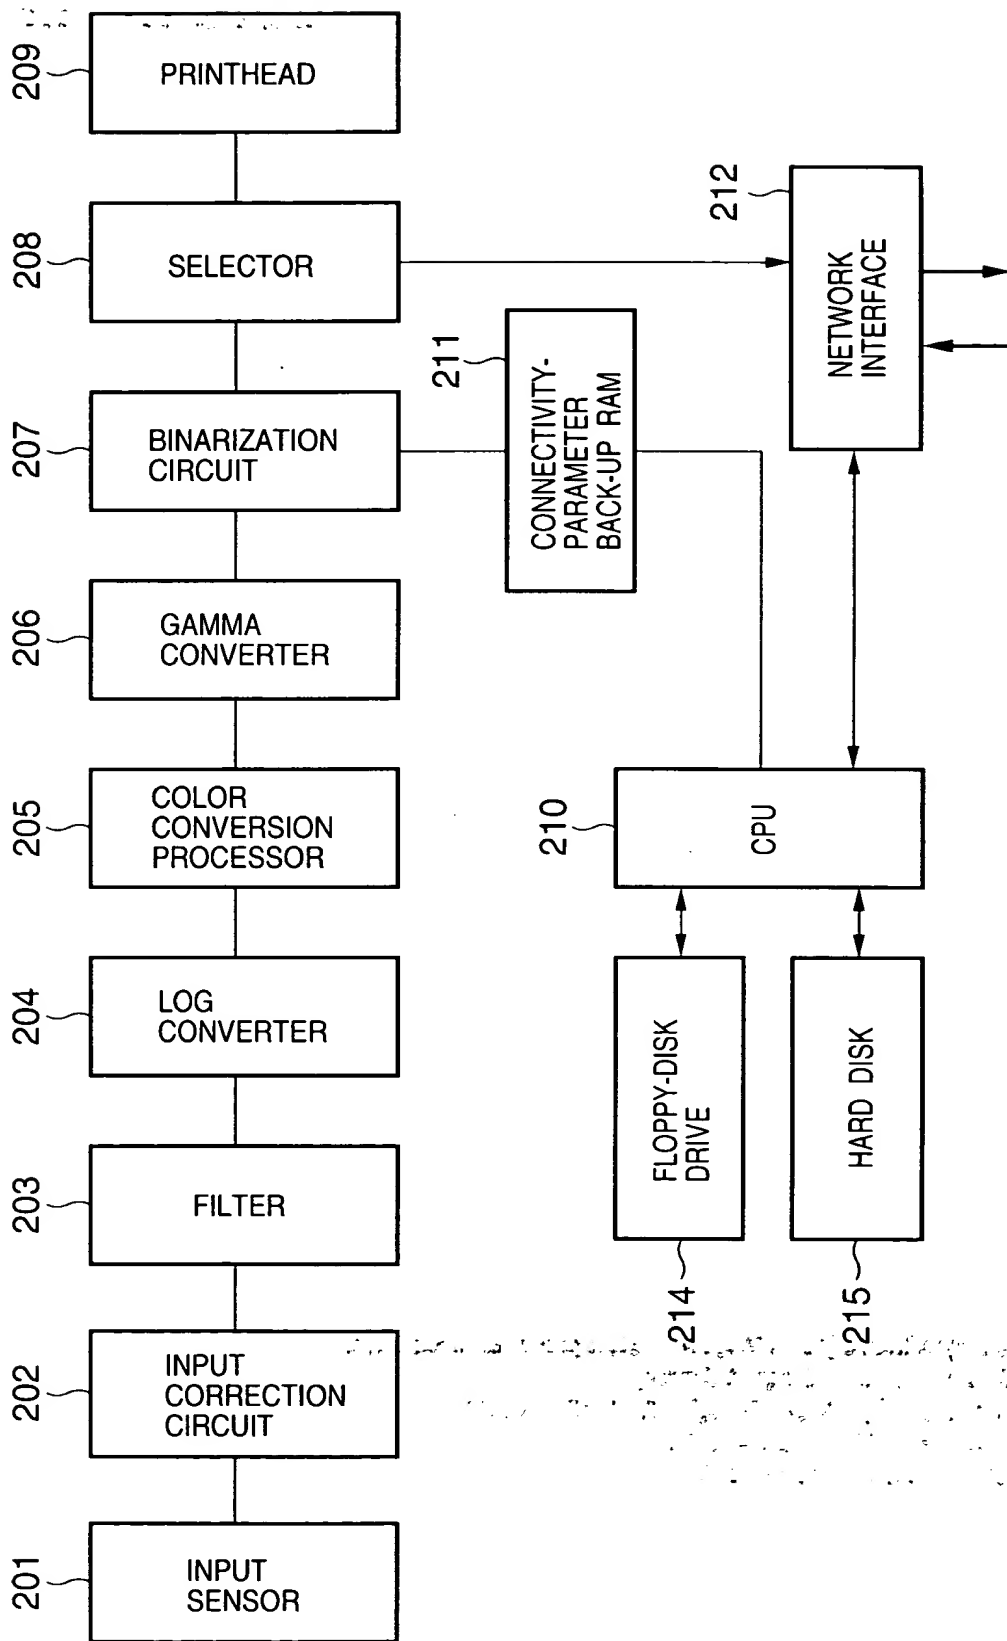 209
PRINTHEAD
208
SELECTOR
212
NETWORK
INTERFACE
207
BINARIZATION
CIRCUIT
211
CONNECTIVITY-
PARAMETER
BACK-UP RAM
206
GAMMA
CONVERTER
205
COLOR
CONVERSION
PROCESSOR
210
CPU
204
LOG
CONVERTER
FLOPPY-DISK
DRIVE
214
HARD DISK
215
203
FILTER
202
INPUT
CORRECTION
CIRCUIT
201
INPUT
SENSOR